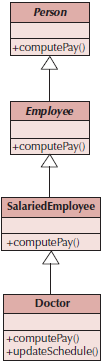 Person
+computePay()
Employee
+computePay()
SalariedEmployee
+computePay()
Doctor
+computePay()
+updateSchedule()